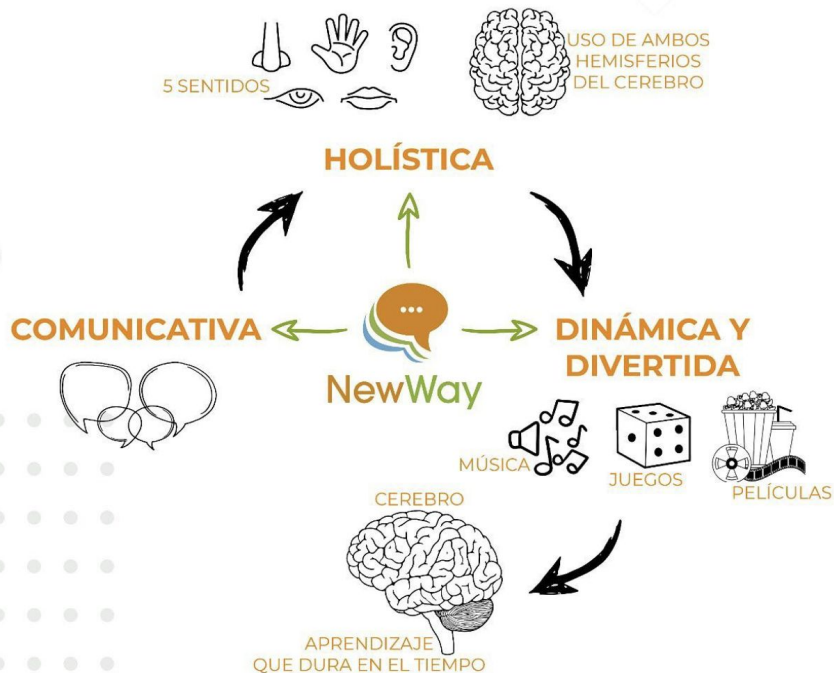 5 SENTIDOS
USO DE AMBOS
HEMISFERIOS
DEL CEREBRO
HOLÍSTICA
COMUNICATIVA
DINÁMICA Y
DIVERTIDA
NewWay
MÚSICA
JUEGOS
PELÍCULAS
CEREBRO
APRENDIZAJE
QUE DURA EN EL TIEMPO